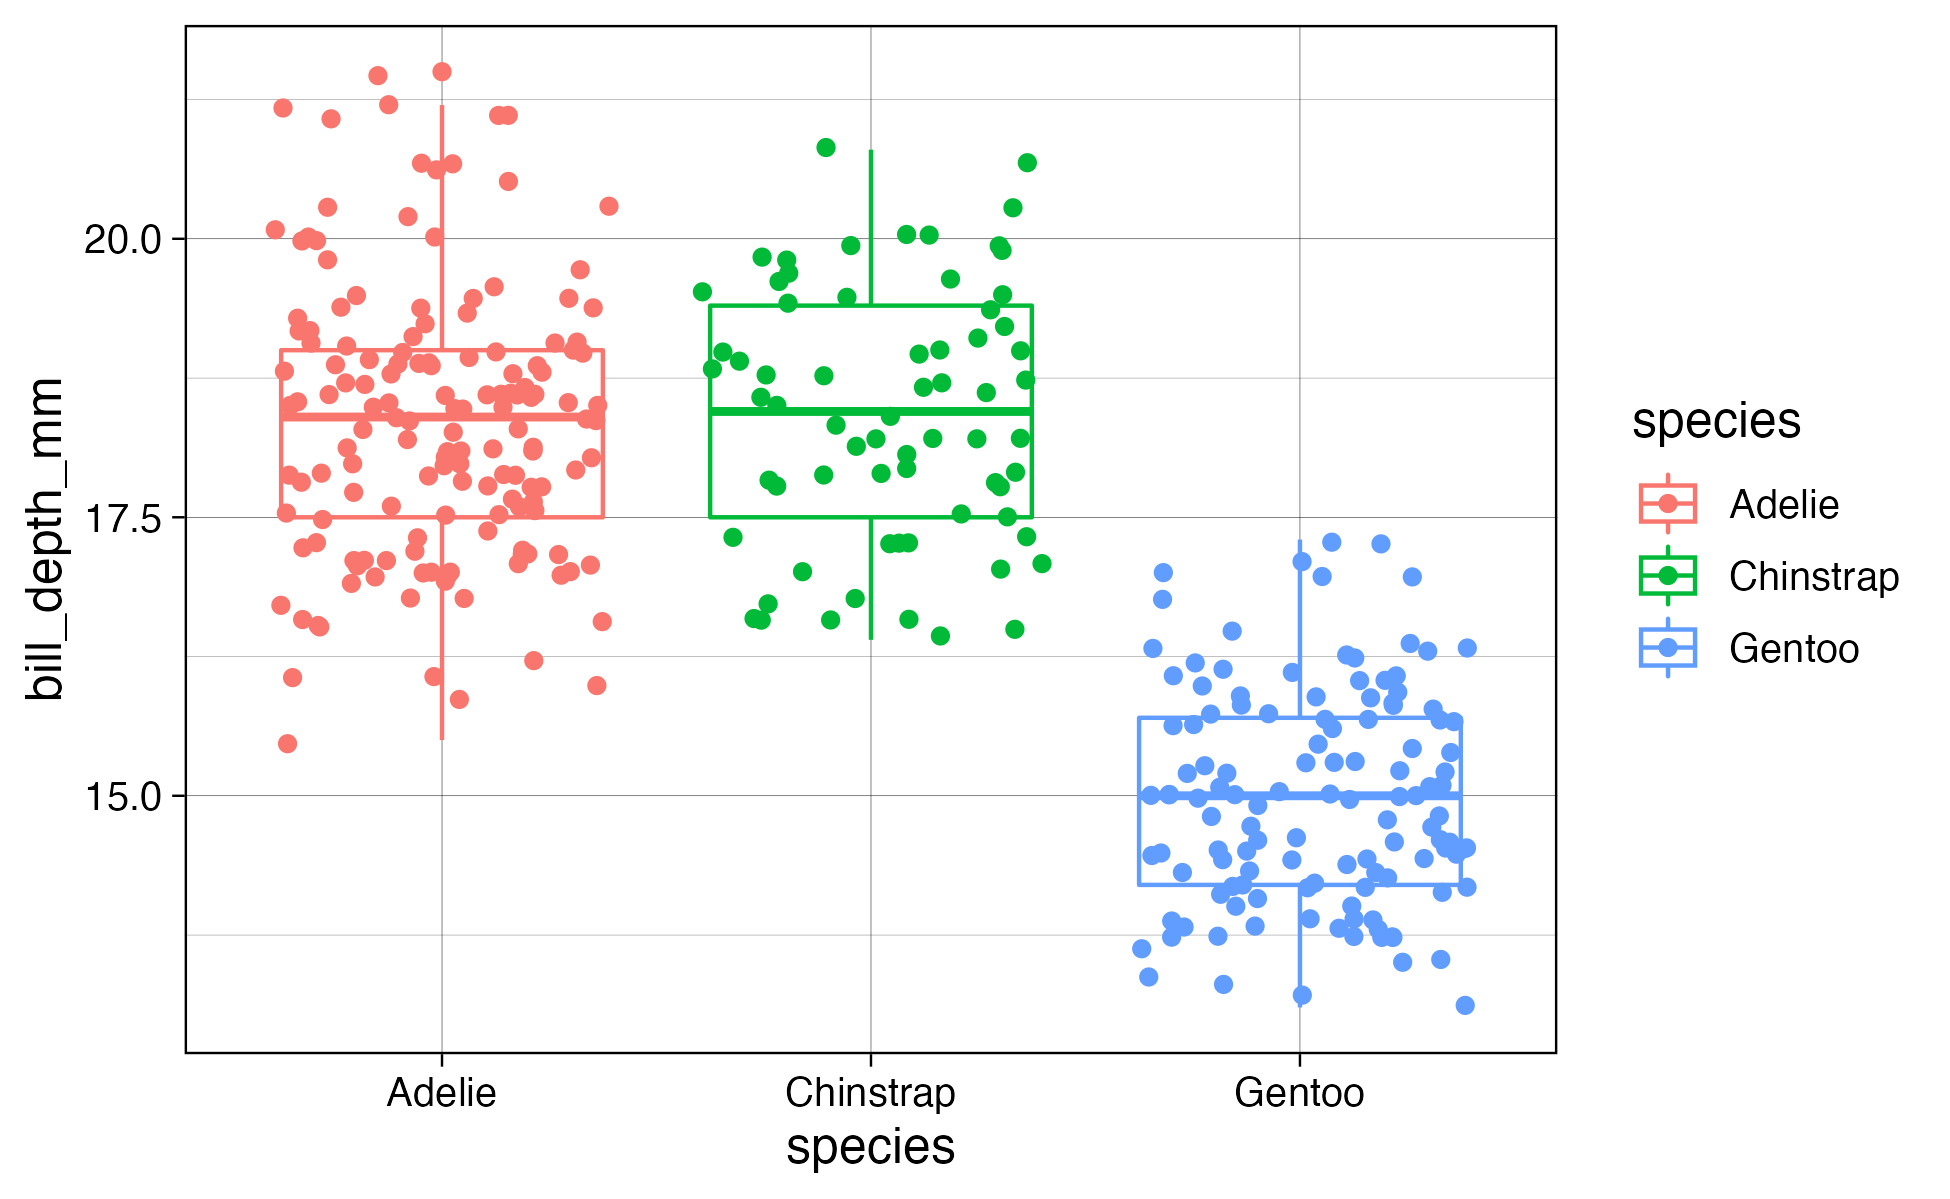 bill_depth_mm
20.0
17.5
15.0
Adelie
Chinstrap
Gentoo
species
species
Adelie
Chinstrap
Gentoo